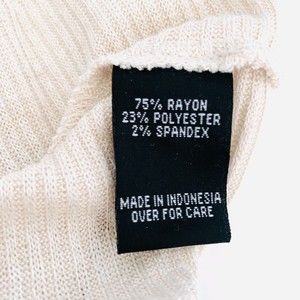 75% RAYON
23% POLYESTER
2% SPANDEX
MADE IN INDONESIA
OVER FOR CARE